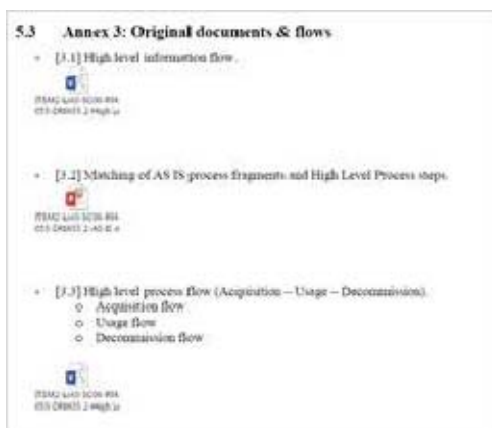 5.3 Annex 3: Original documents & flows
[3.1] High level information flow.
[3.2] Matching of AS IS process fragments and High Level Process steps.
[3.3] High level process flow (Acquisition – Usage – Decommission).
o Acquisition flow
o Usage flow
o Decommission flow